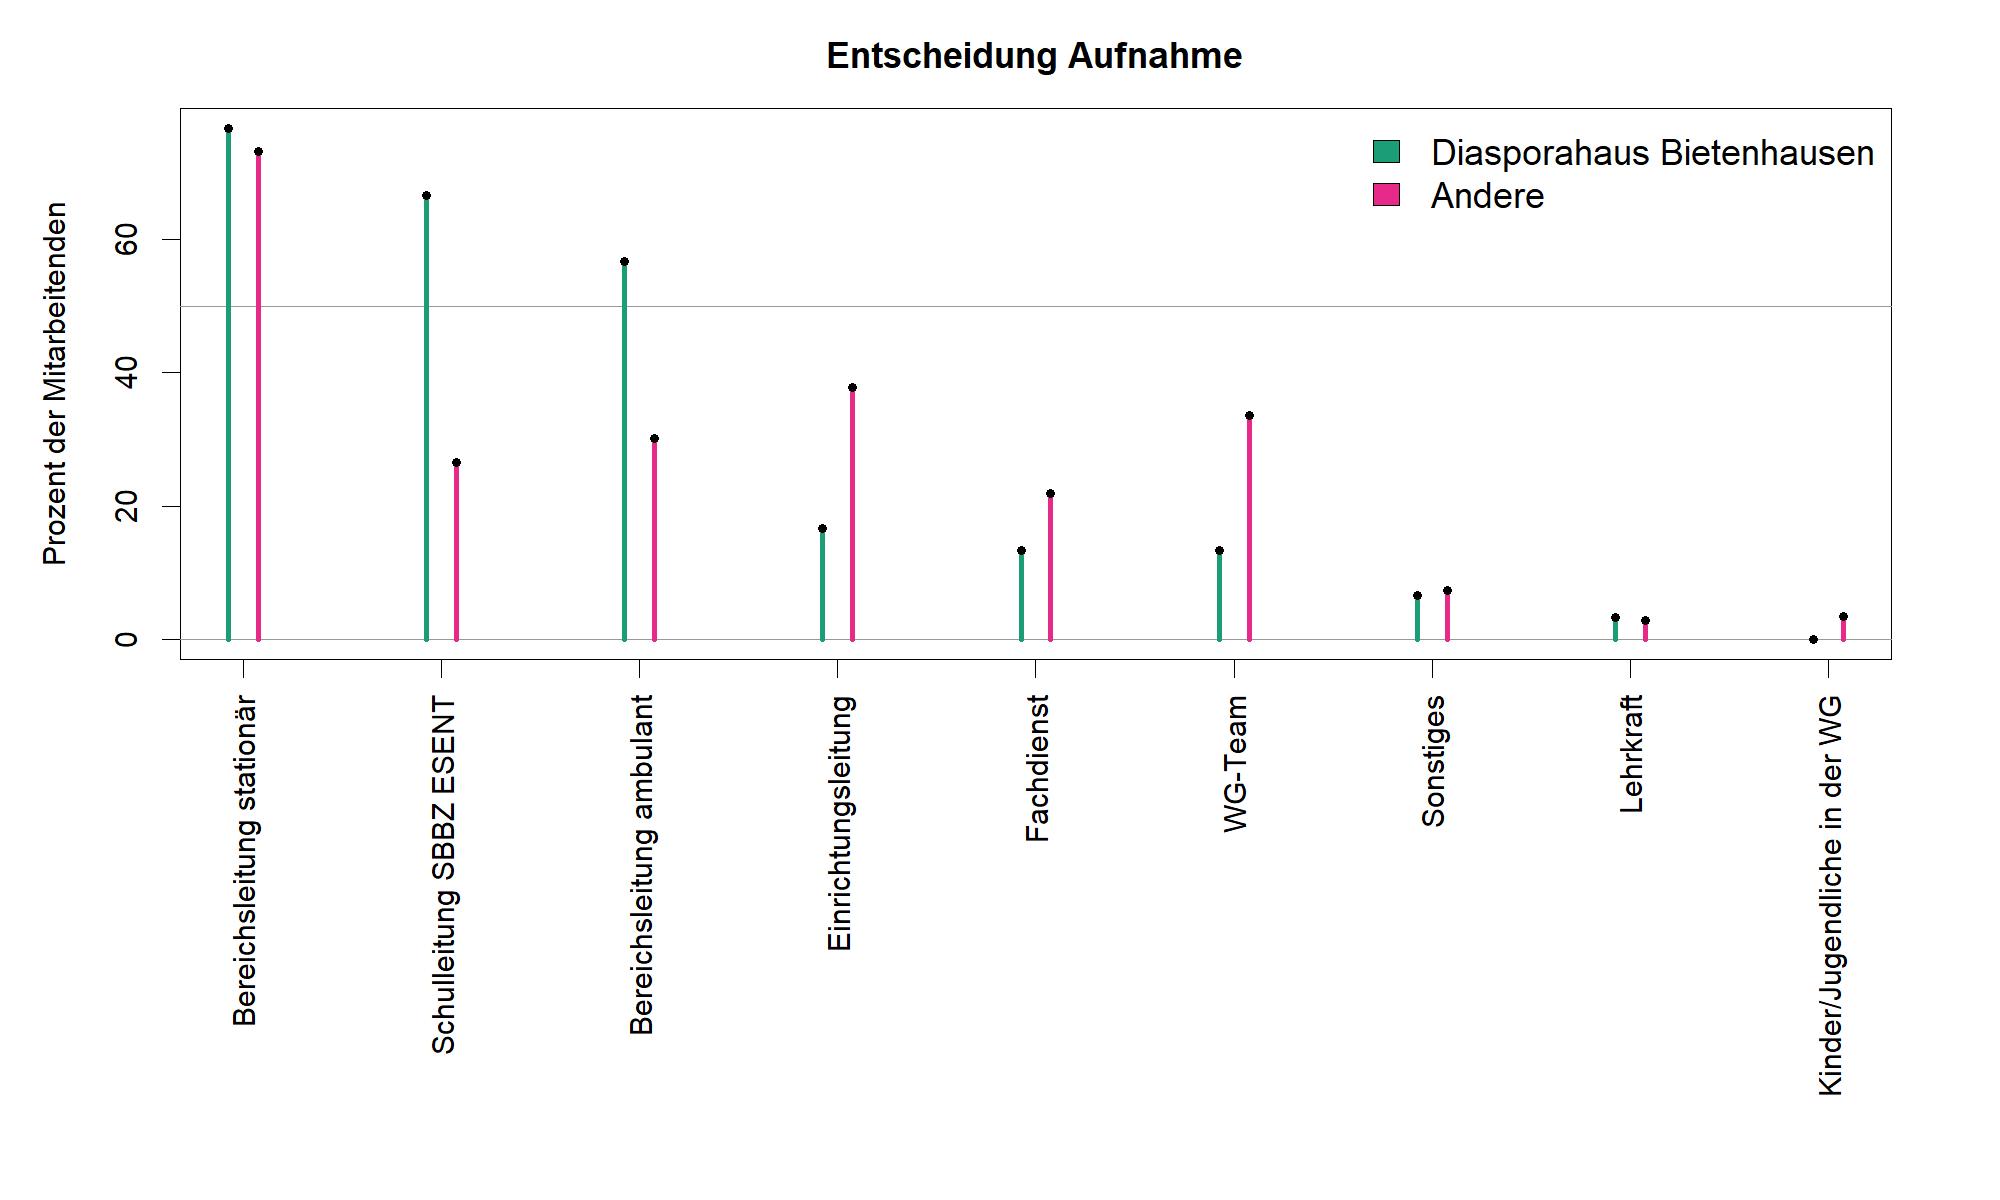 Entscheidung Aufnahme
Diasporahaus Bietenhausen
Andere
Prozent der Mitarbeitenden
60
40
20
0
Bereichsleitung stationär
Schulleitung SBBZ ESENT
Bereichsleitung ambulant
Einrichtungsleitung
Fachdienst
WG-Team
Sonstiges
Lehrkraft
Kinder/Jugendliche in der WG